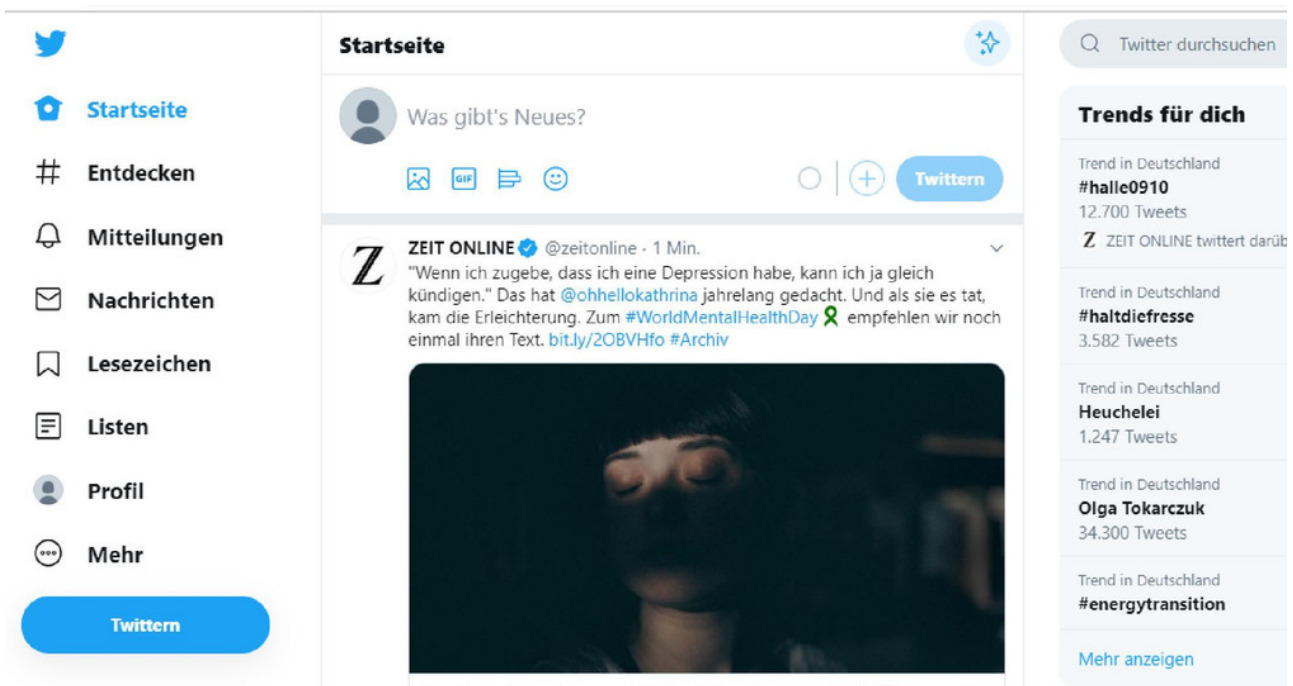 Startseite
Entdecken
Mitteilungen
Nachrichten
Lesezeichen
Listen
Profil
Mehr
Twittern
Startseite
Was gibt's Neues?
GIF
Twittern
Z
ZEIT ONLINE @zeitonline · 1 Min.
"Wenn ich zugebe, dass ich eine Depression habe, kann ich ja gleich
kündigen." Das hat @ohhellokathrina jahrelang gedacht. Und als sie es tat,
kam die Erleichterung. Zum #WorldMentalHealthDay empfehlen wir noch
einmal ihren Text. bit.ly/2OBVHfo #Archiv
Twitter durchsuchen
Trends für dich
Trend in Deutschland
#halle0910
12.700 Tweets
Z ZEIT ONLINE twittert darüb
Trend in Deutschland
#haltdiefresse
3.582 Tweets
Trend in Deutschland
Heuchelei
1.247 Tweets
Trend in Deutschland
Olga Tokarczuk
34.300 Tweets
Trend in Deutschland
#energytransition
Mehr anzeigen